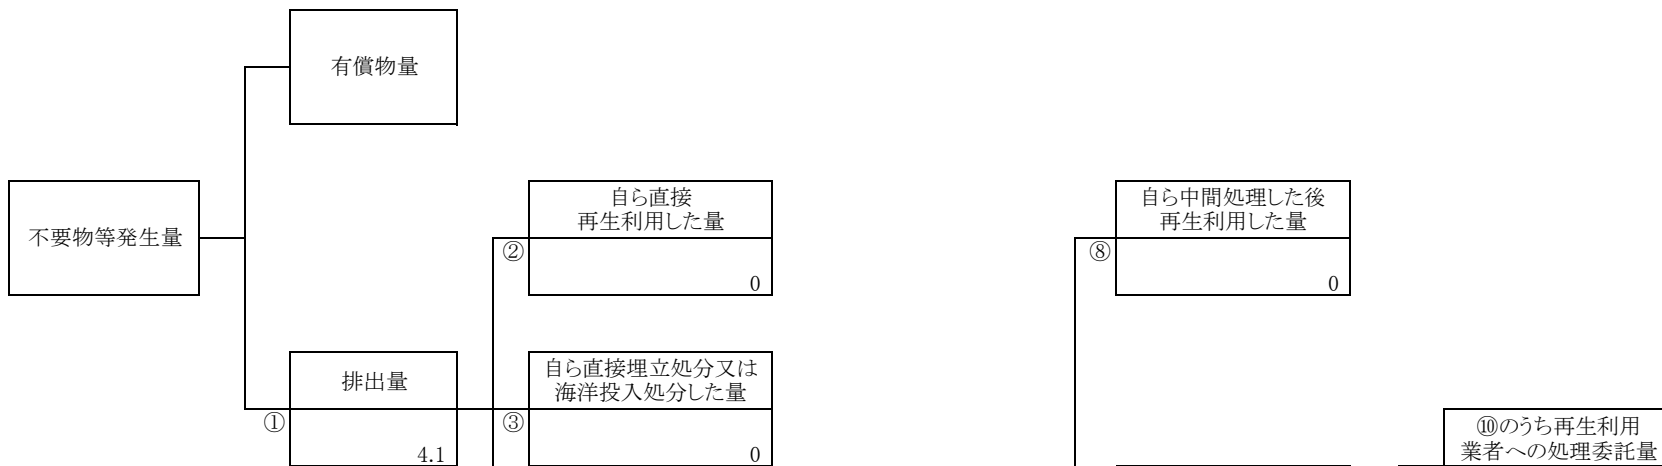 有償物量
不要物等発生量
自ら直接
再生利用した量
②
0
自ら中間処理した後
再生利用した量
⑧
0
排出量
①
4.1
自ら直接埋立処分又は
海洋投入処分した量
③
0
⑩のうち再生利用
業者への処理委託量